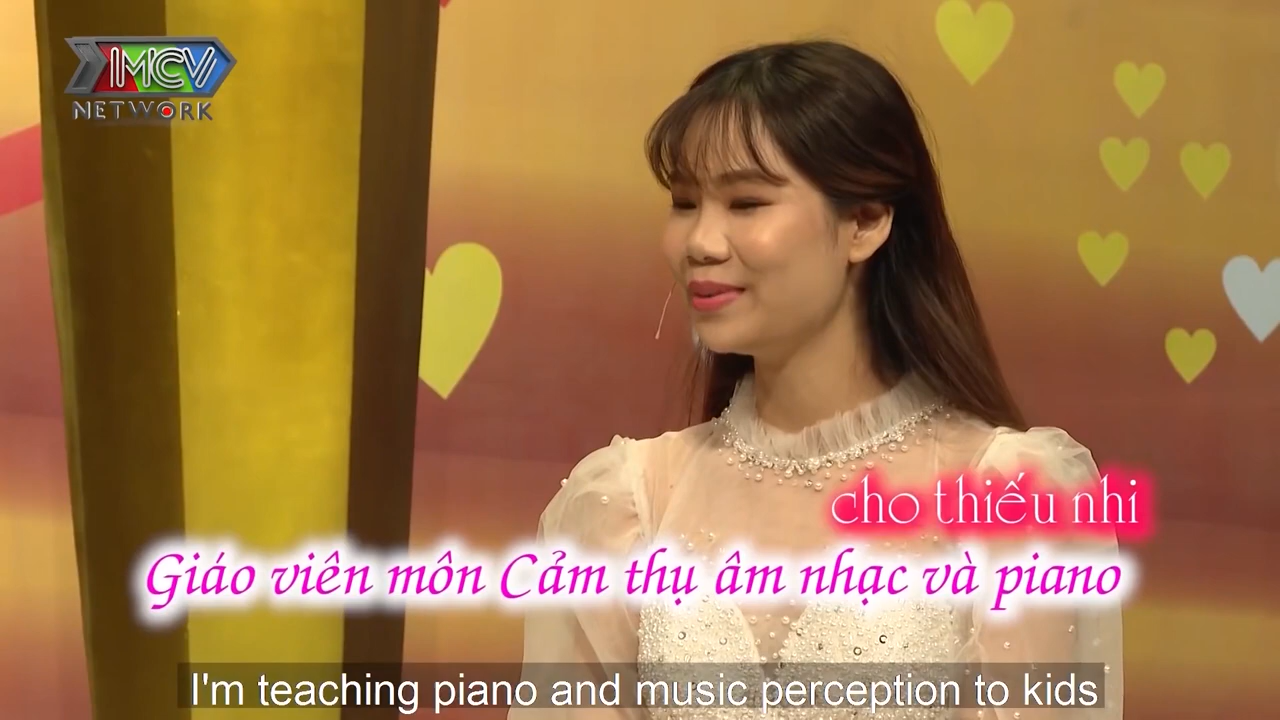 MCV
NETWORK
cho thiếu nhi
Giáo viên môn Cảm thụ âm nhạc và piano
I'm teaching piano and music perception to kids